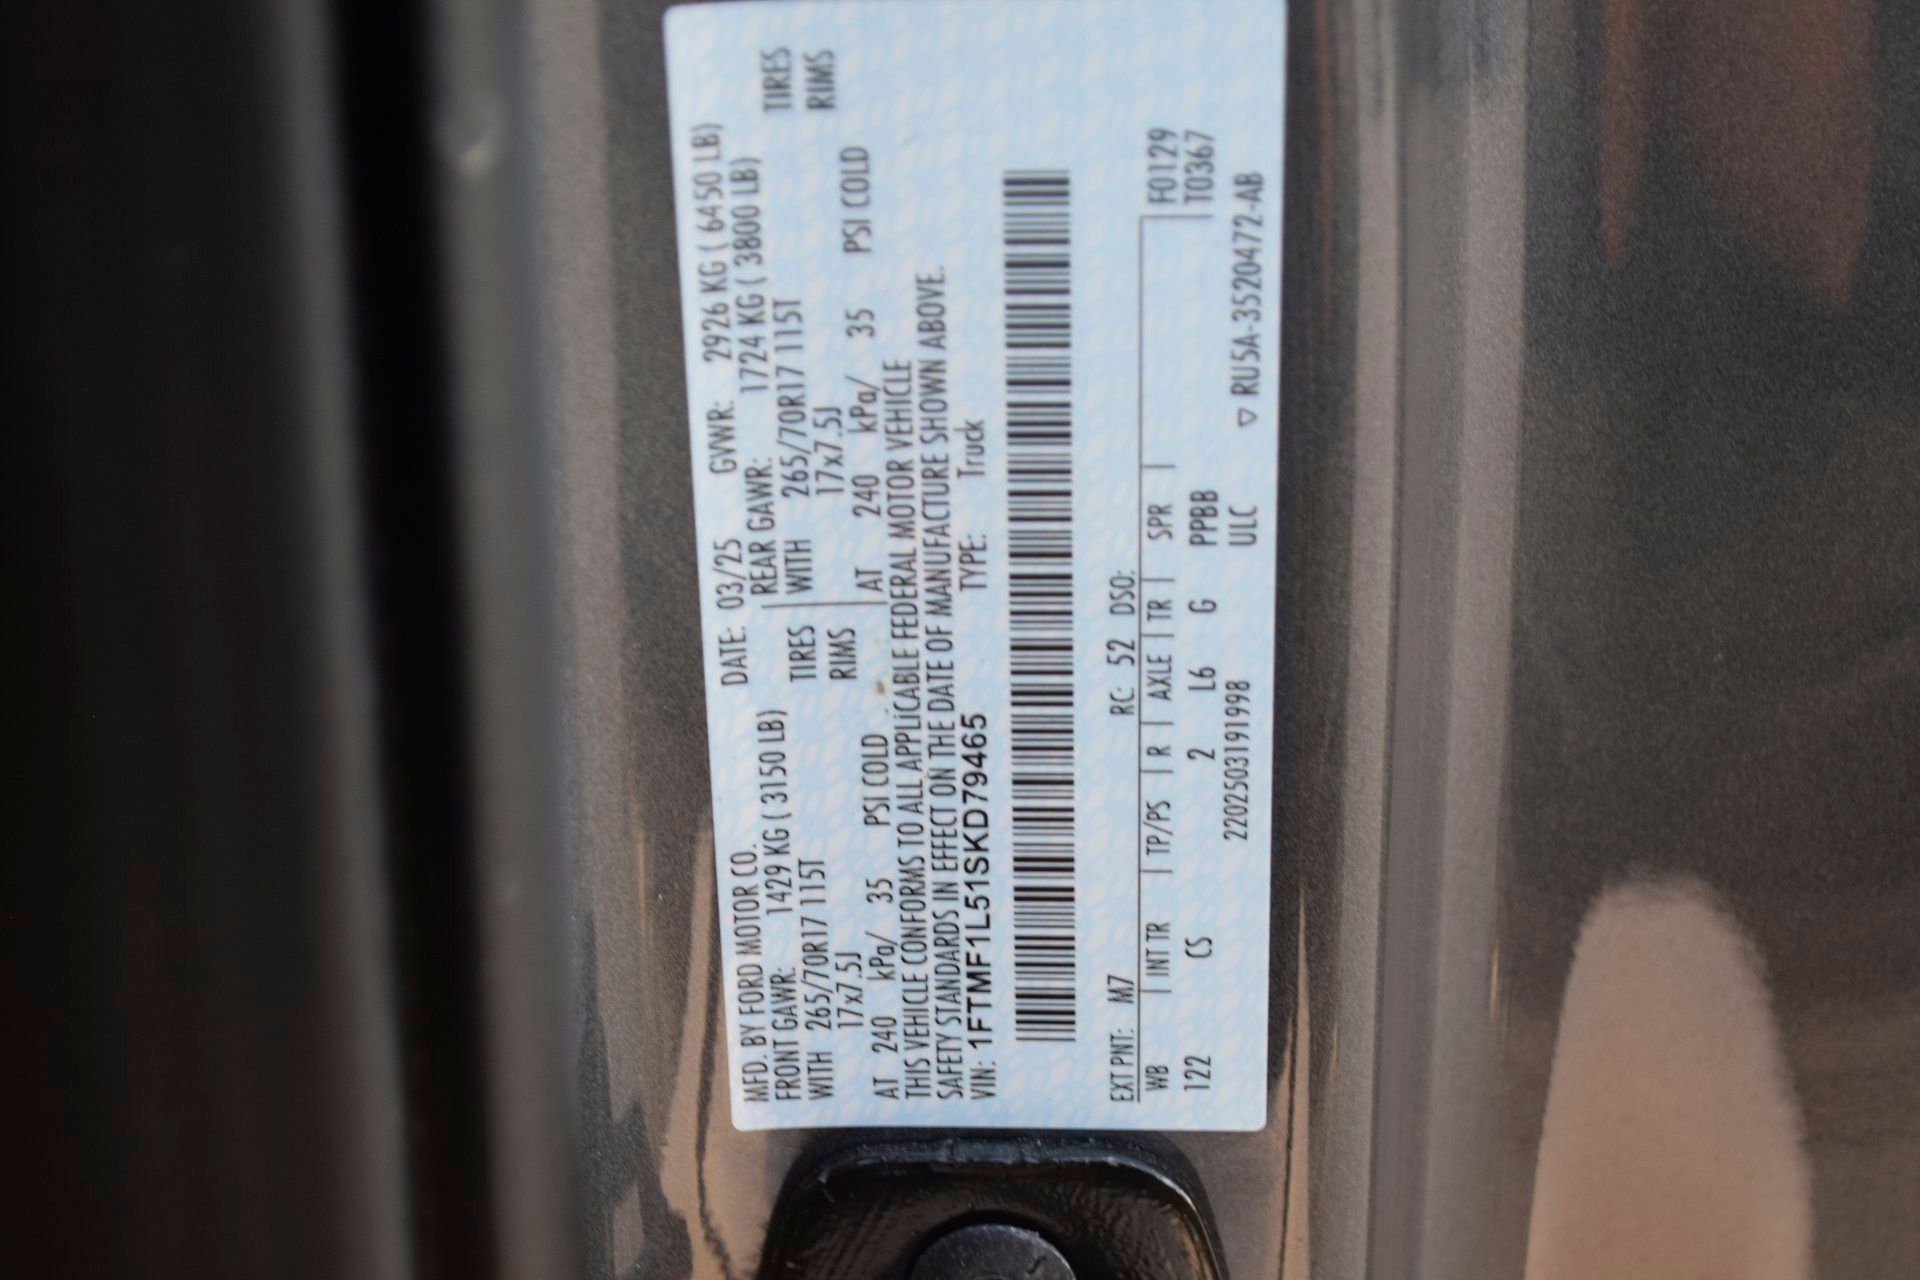 MFD. BY FORD MOTOR CO. DATE: 03/25 GVWR: 2926 KG ( 6450 LB)
FRONT GAWR: 1429 KG ( 3150 LB) REAR GAWR: 1724 KG ( 3800 LB)
WITH 265/70R17 115T TIRES WITH 265/70R17 115T TIRES
17x7.5J RIMS 17x7.5J RIMS
AT 240 kPa/ 35 PSI COLD AT 240 kPa/ 35 PSI COLD
THIS VEHICLE CONFORMS TO ALL APPLICABLE FEDERAL MOTOR VEHICLE
SAFETY STANDARDS IN EFFECT ON THE DATE OF MANUFACTURE SHOWN ABOVE.
VIN: 1FTMF1L51SKD79465 TYPE: Truck
EXT PNT: M7 RC: 52 DSO:
WB | INT TR | TP/PS | R | AXLE | TR | SPR | F0129
122 CS 2 L6 G PPBB T0367
2202503191998 ULC ▽ RU5A-3520472-AB